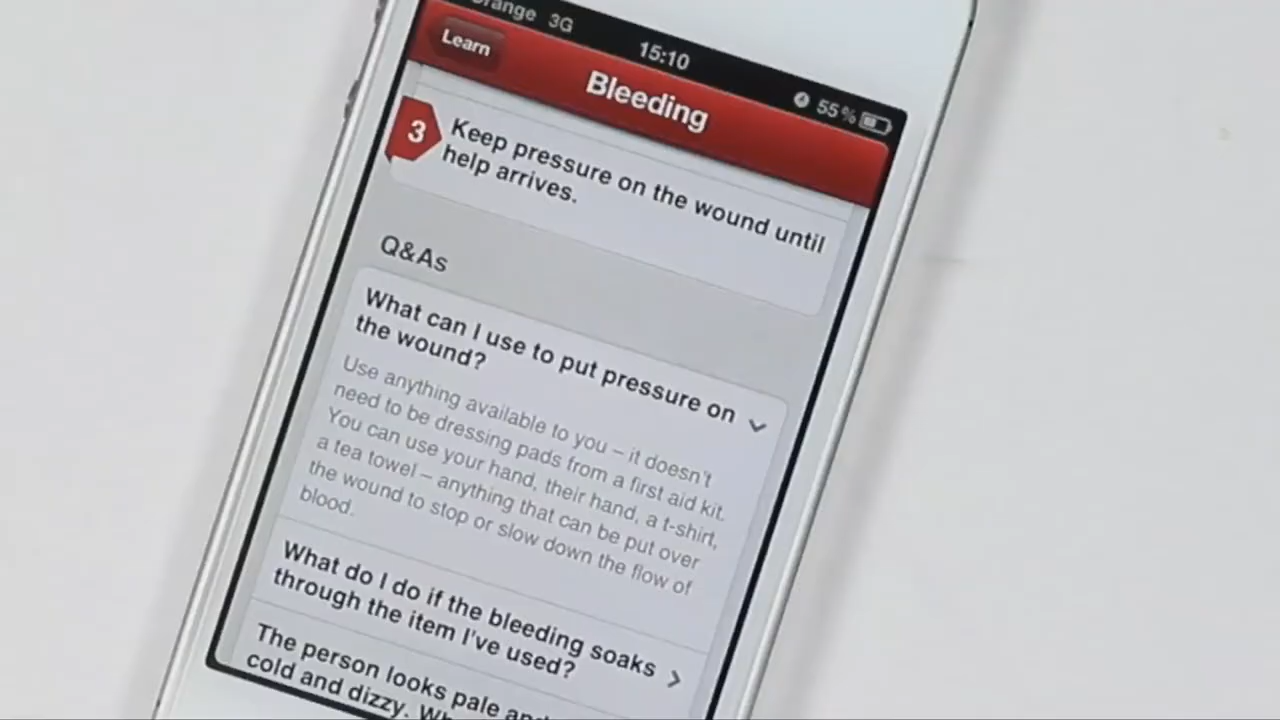 Orange 3G
15:10
55%
Learn
Bleeding
3
Keep pressure on the wound until
help arrives.
Q&As
What can I use to put pressure on
the wound?
Use anything available to you – it doesn't
need to be dressing pads from a first aid kit.
You can use your hand, their hand, a t-shirt,
a tea towel – anything that can be put over
the wound to stop or slow down the flow of
blood.
What do I do if the bleeding soaks
through the item I've used?
The person looks pale and
cold and dizzy.